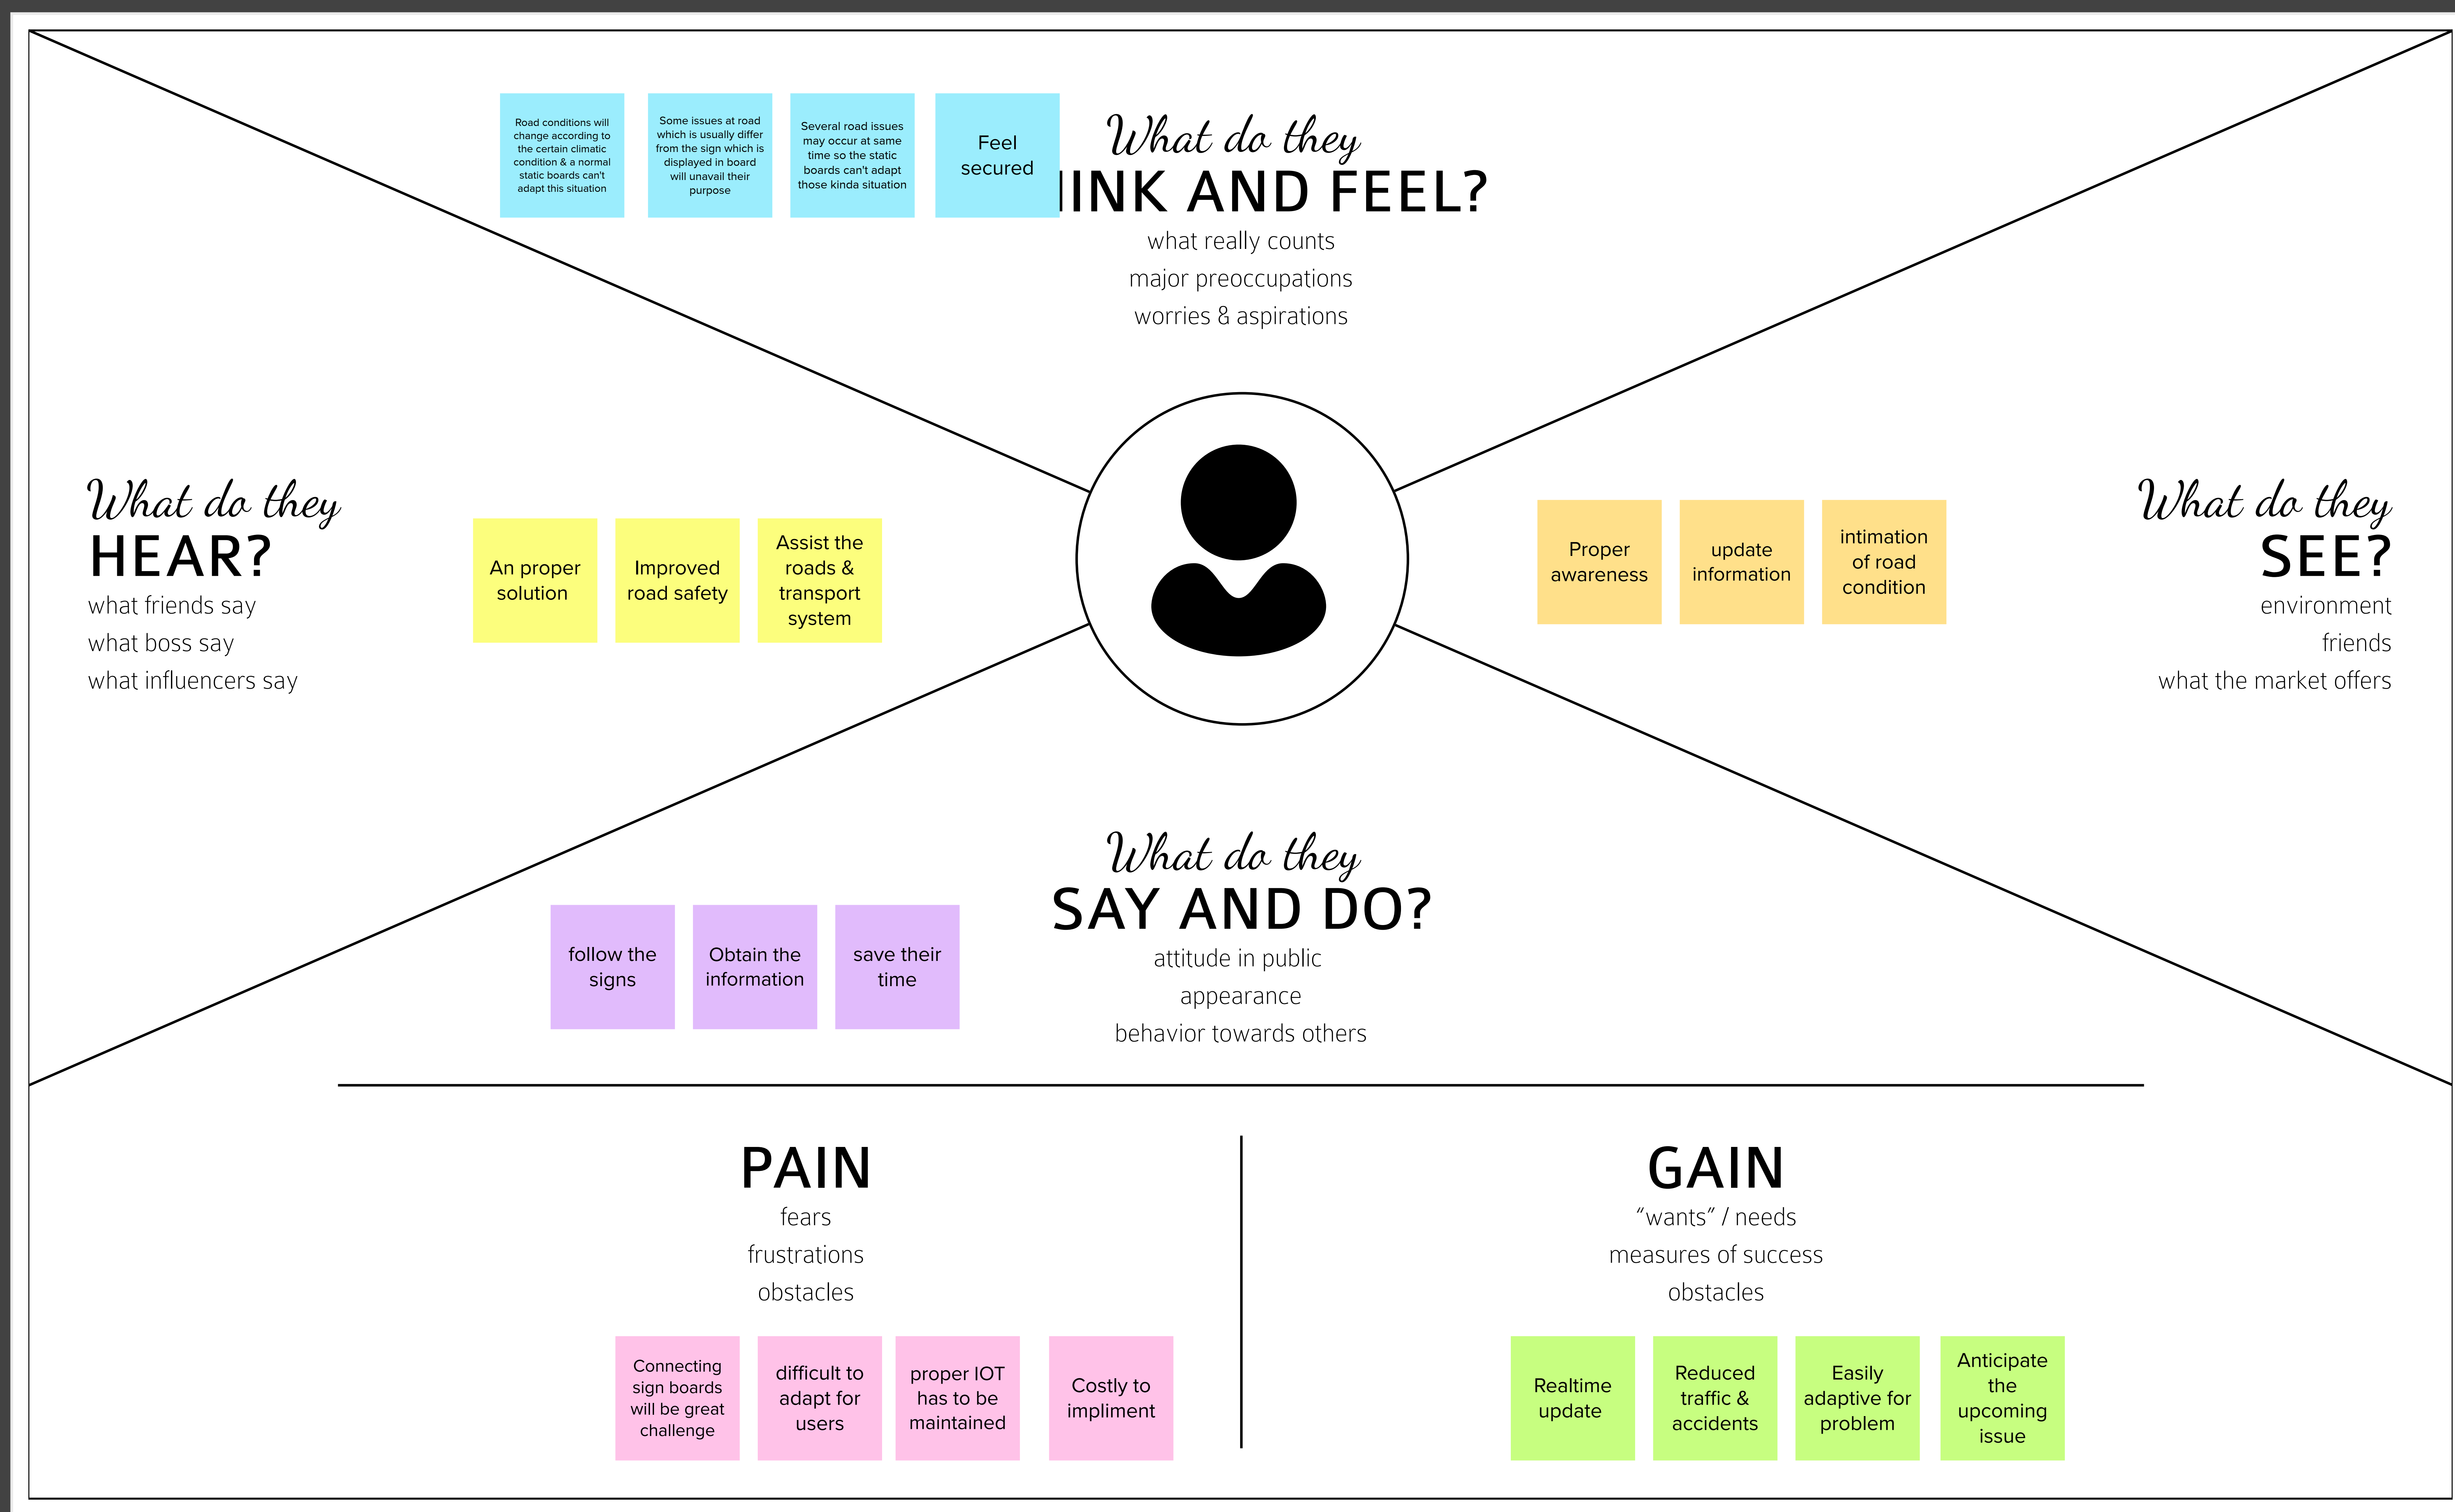 Road conditions will
change according to
the certain climatic
condition & a normal
static boards can't
adapt this situation
Some issues at road
which is usually differ
from the sign which is
displayed in board
will unavail their
purpose
Several road issues
may occur at same
time so the static
boards can't adapt
those kinda situation
Feel
secured
What do they
INK AND FEEL?
what really counts
major preoccupations
worries & aspirations
What do they
HEAR?
what friends say
what boss say
what influencers say
An proper
solution
Improved
road safety
Assist the
roads &
transport
system
Proper
awareness
update
information
intimation
of road
condition
What do they
SEE?
environment
friends
what the market offers
What do they
SAY AND DO?
attitude in public
appearance
behavior towards others
follow the
signs
Obtain the
information
save their
time
PAIN
fears
frustrations
obstacles
Connecting
sign boards
will be great
challenge
difficult to
adapt for
users
proper IOT
has to be
maintained
Costly to
impliment
GAIN
“wants” / needs
measures of success
obstacles
Realtime
update
Reduced
traffic &
accidents
Easily
adaptive for
problem
Anticipate
the
upcoming
issue